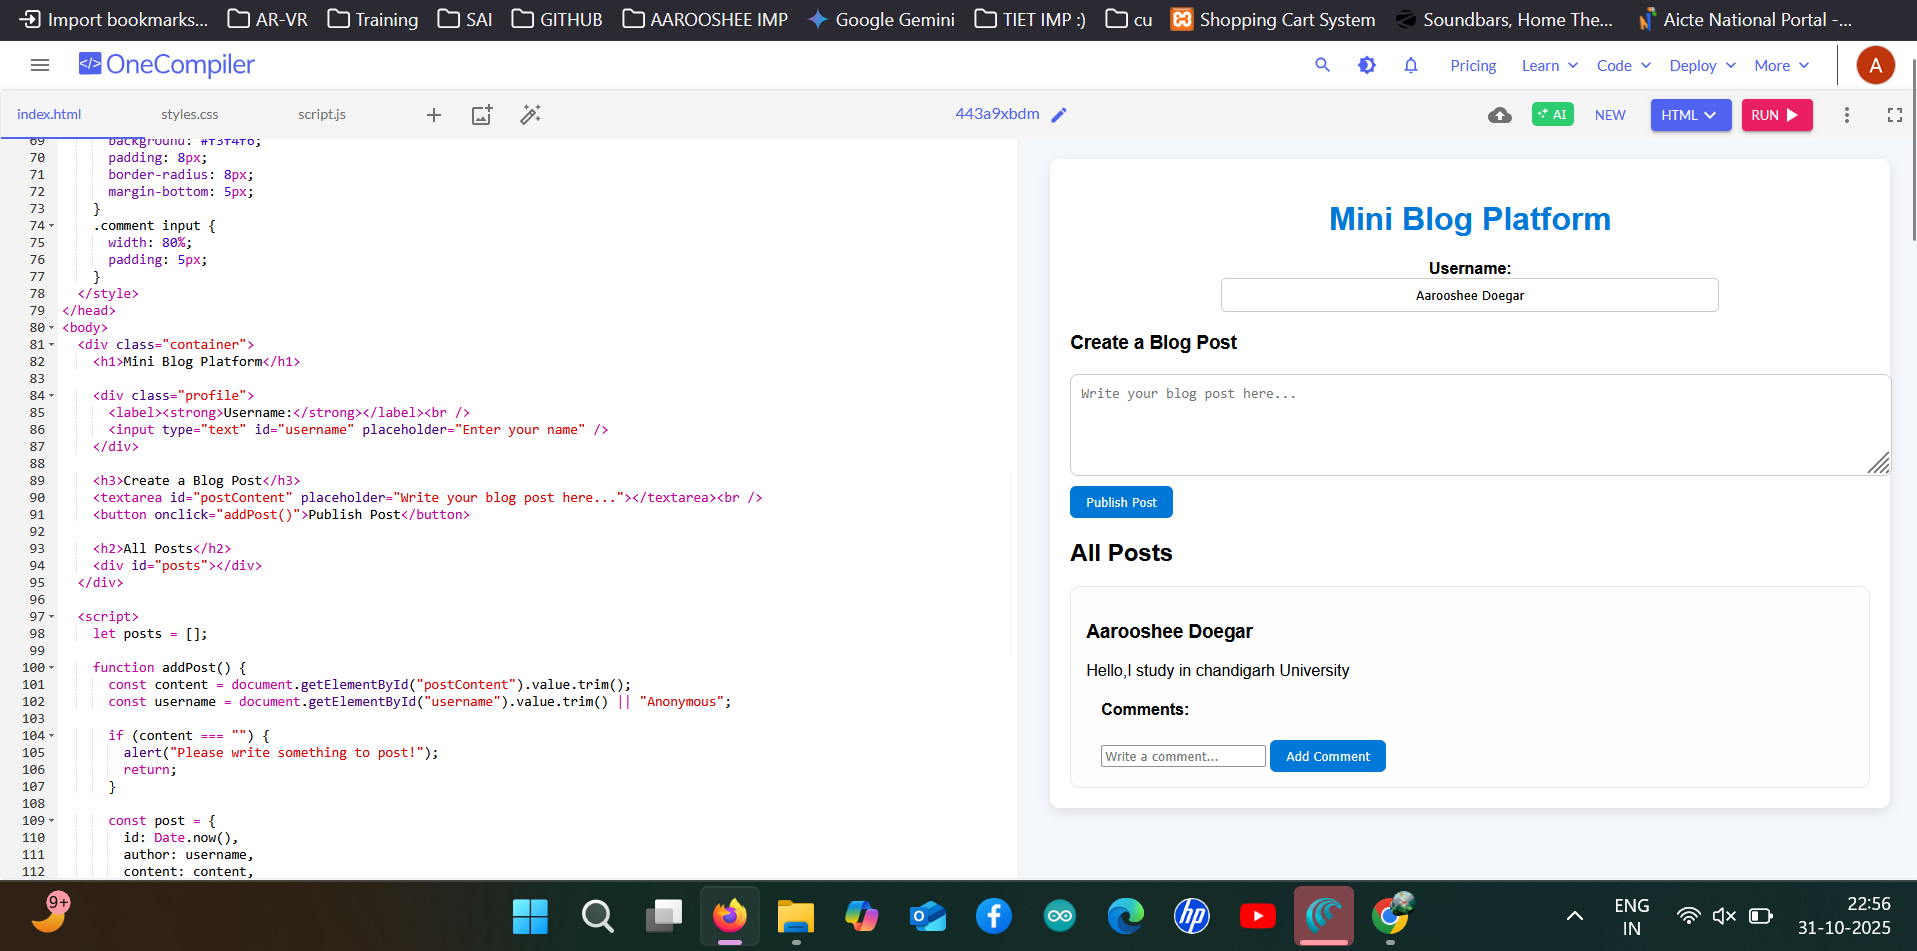 Import bookmarks... AR-VR Training SAI GITHUB AAROOSHEE IMP Google Gemini TIET IMP :) cu Shopping Cart System Soundbars, Home The... Aicte National Portal -...
</> OneCompiler Pricing Learn Code Deploy More A
index.html styles.css script.js 443a9xbdm AI NEW HTML RUN
69 background: #f3f4f6;
70 padding: 8px;
71 border-radius: 8px;
72 margin-bottom: 5px;
73 }
74 .comment input {
75 width: 80%;
76 padding: 5px;
77 }
78 </style>
79 </head>
80 <body>
81 <div class="container">
82 <h1>Mini Blog Platform</h1>
83
84 <div class="profile">
85 <label><strong>Username:</strong></label><br />
86 <input type="text" id="username" placeholder="Enter your name" />
87 </div>
88
89 <h3>Create a Blog Post</h3>
90 <textarea id="postContent" placeholder="Write your blog post here..."></textarea><br />
91 <button onclick="addPost()">Publish Post</button>
92
93 <h2>All Posts</h2>
94 <div id="posts"></div>
95 </div>
96
97 <script>
98 let posts = [];
99
100 function addPost() {
101 const content = document.getElementById("postContent").value.trim();
102 const username = document.getElementById("username").value.trim() || "Anonymous";
103
104 if (content === "") {
105 alert("Please write something to post!");
106 return;
107 }
108
109 const post = {
110 id: Date.now(),
111 author: username,
112 content: content,
Mini Blog Platform
Username:
Aarooshee Doegar
Create a Blog Post
Write your blog post here...
Publish Post
All Posts
Aarooshee Doegar
Hello,I study in chandigarh University
Comments:
Write a comment... Add Comment
9+
ENG
IN
22:56
31-10-2025